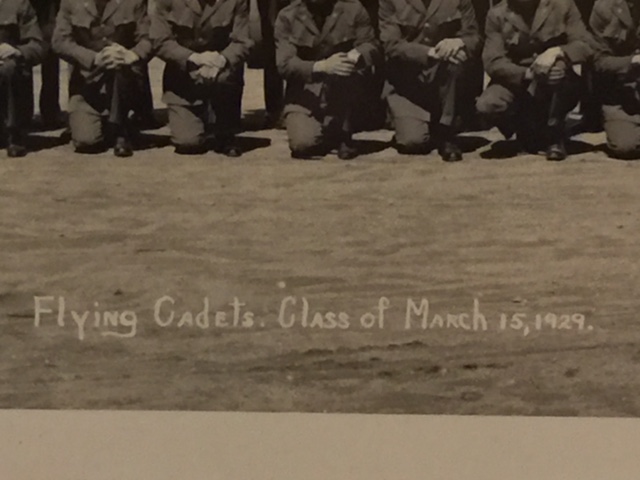 Flying Cadets. Class of March 15, 1929.